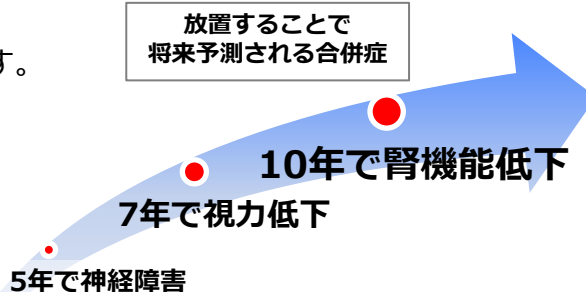 放置することで
将来予測される合併症
す。
10年で腎機能低下
7年で視力低下
5年で神経障害